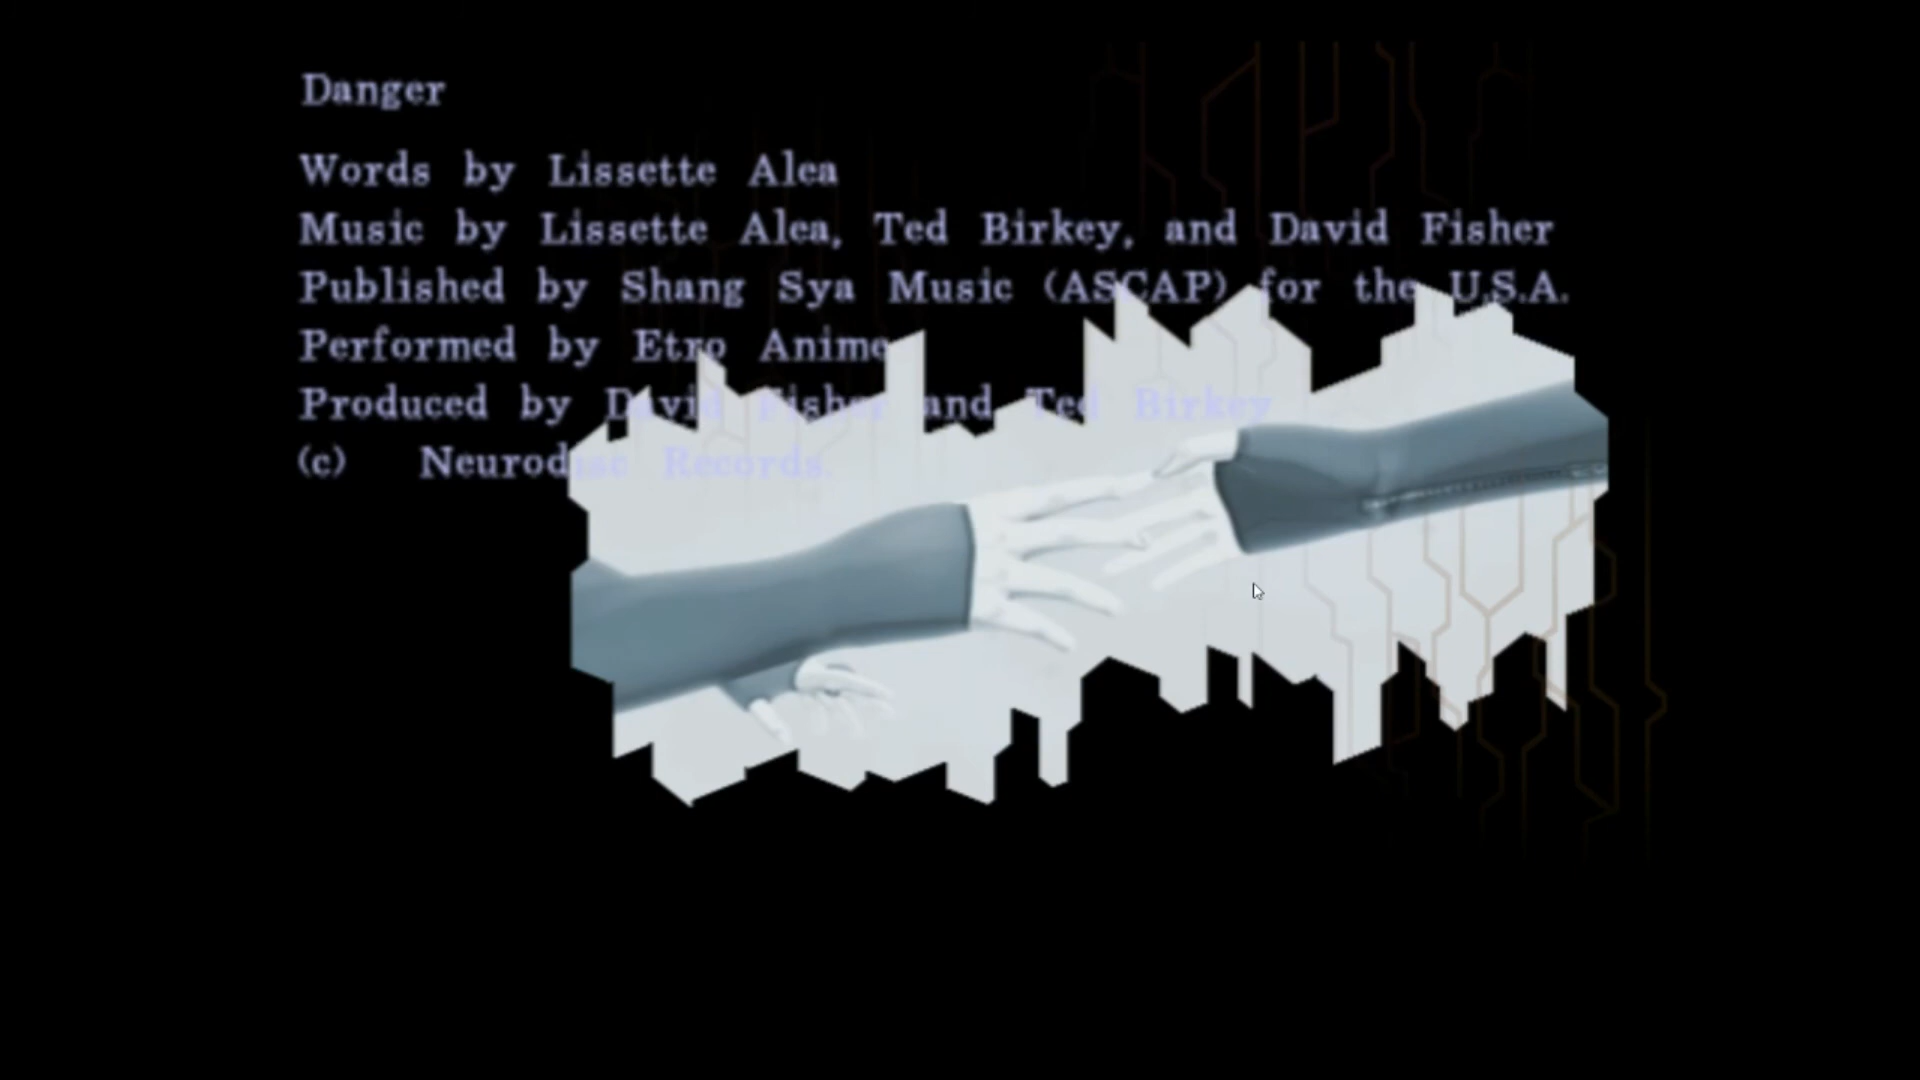 Danger
Words by Lissette Alea
Music by Lissette Alea, Ted Birkey, and David Fisher
Published by Shang Sya Music (ASCAP) for the U.S.A.
Performed by Etro Anime
Produced by David Fisher and Ted Birkey
(c) Neurodisc Records.